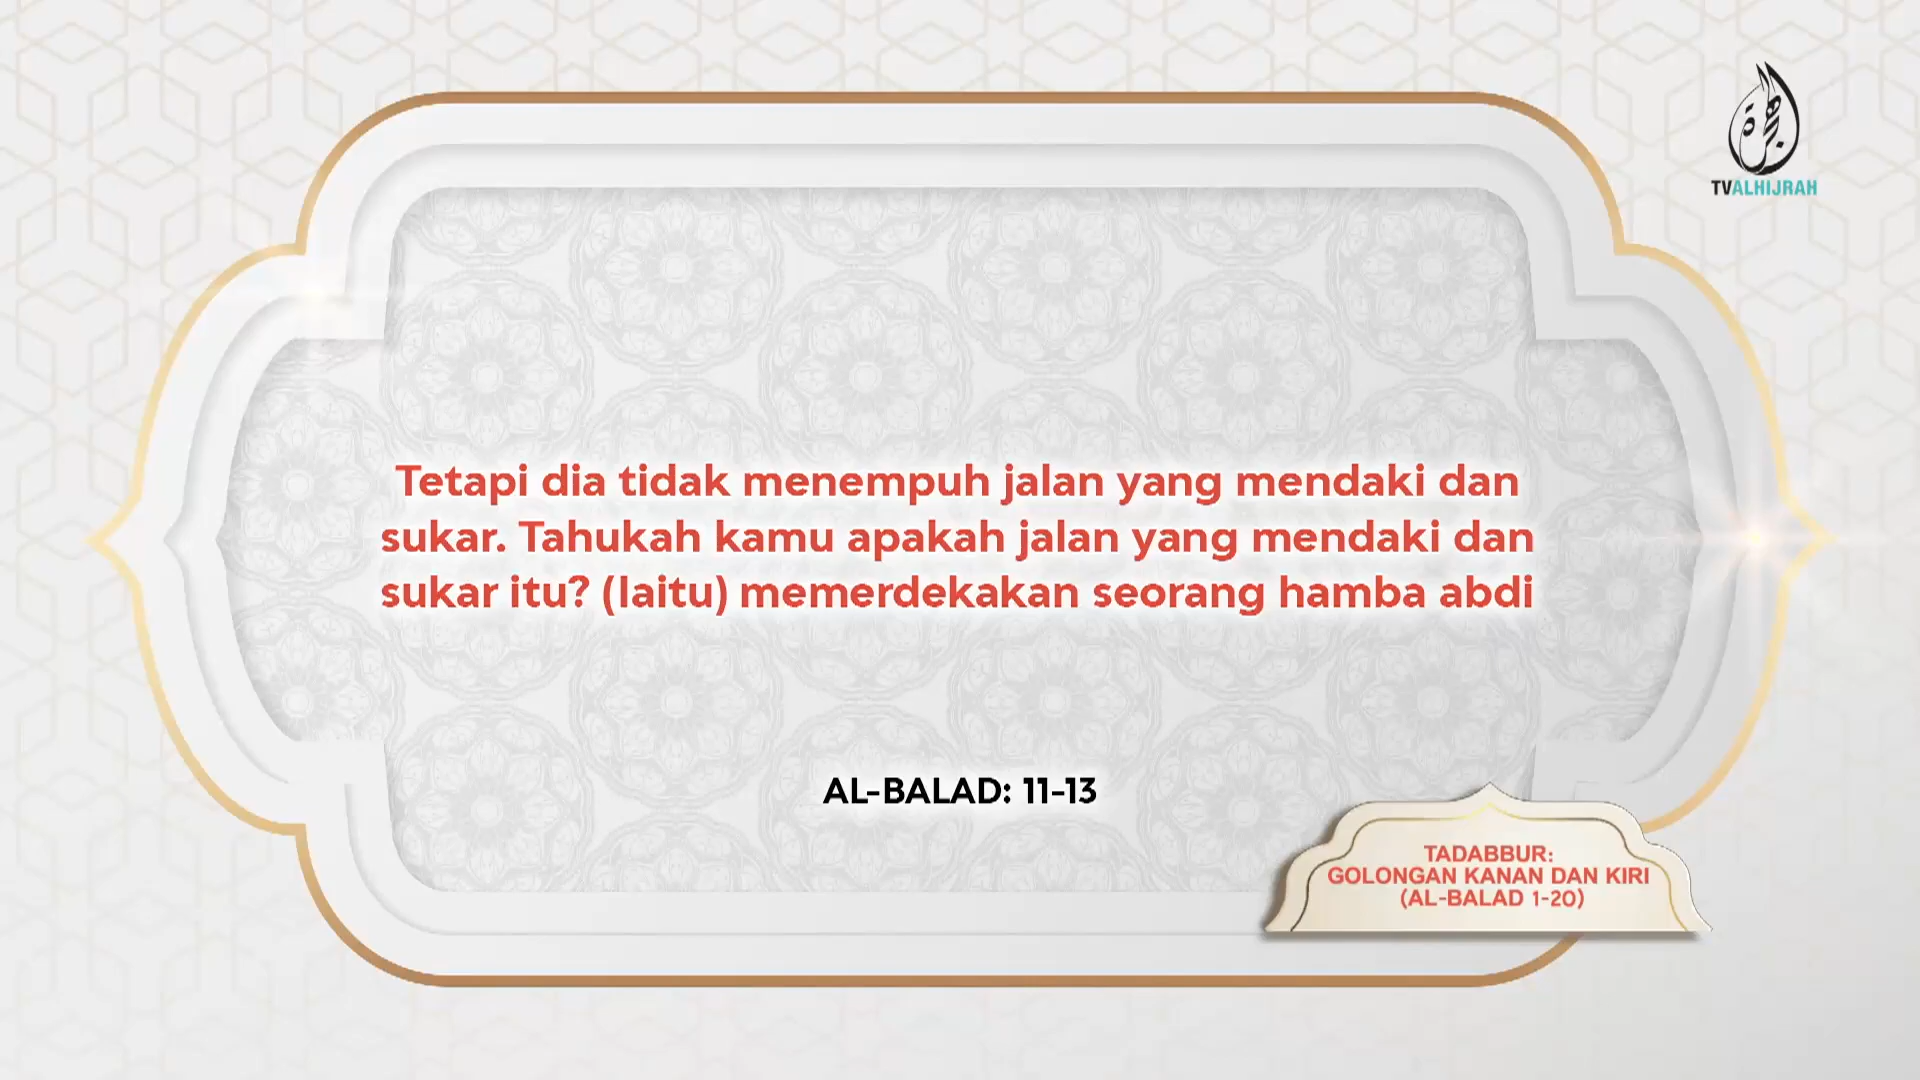 هجرة
TVALHIJRAH
Tetapi dia tidak menempuh jalan yang mendaki dan
sukar. Tahukah kamu apakah jalan yang mendaki dan
sukar itu? (Iaitu) memerdekakan seorang hamba abdi
AL-BALAD: 11-13
TADABBUR:
GOLONGAN KANAN DAN KIRI
(AL-BALAD 1-20)